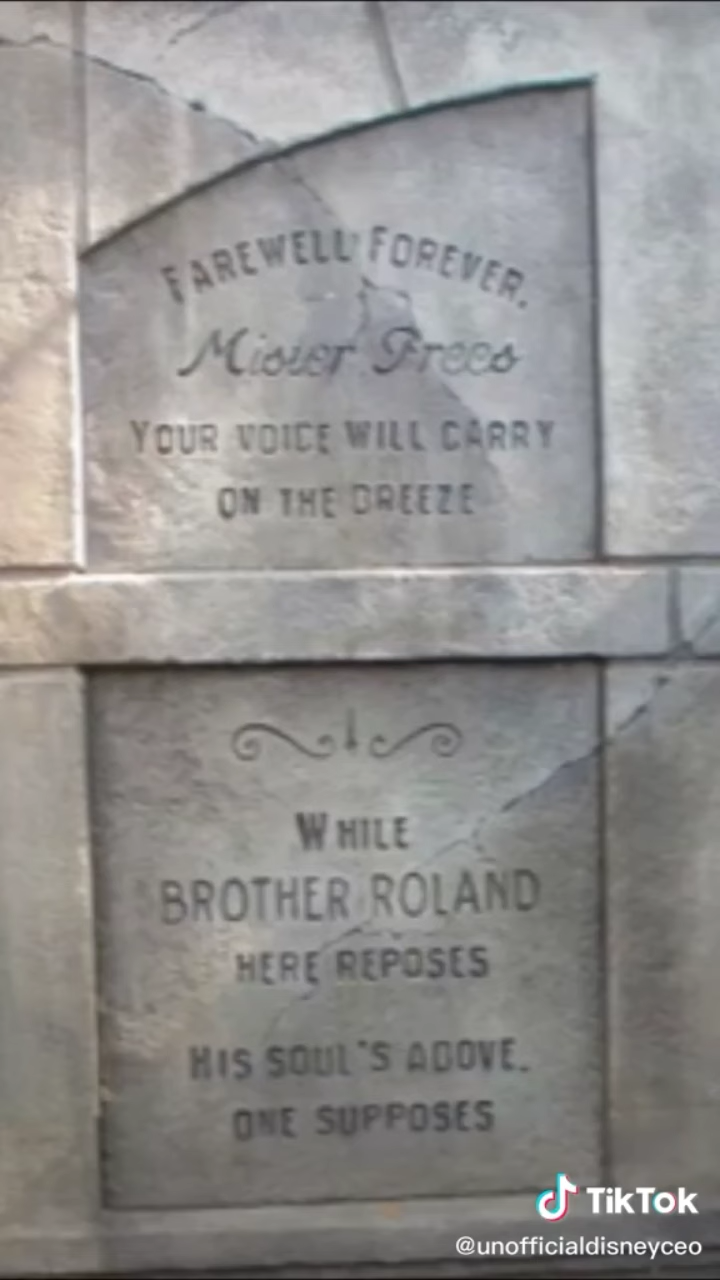 FAREWELL FOREVER,
Mister Frees
YOUR VOICE WILL CARRY
ON THE BREEZE
WHILE
BROTHER ROLAND
HERE REPOSES
HIS SOUL'S ABOVE,
ONE SUPPOSES
TikTok
@unofficialdisneyceo